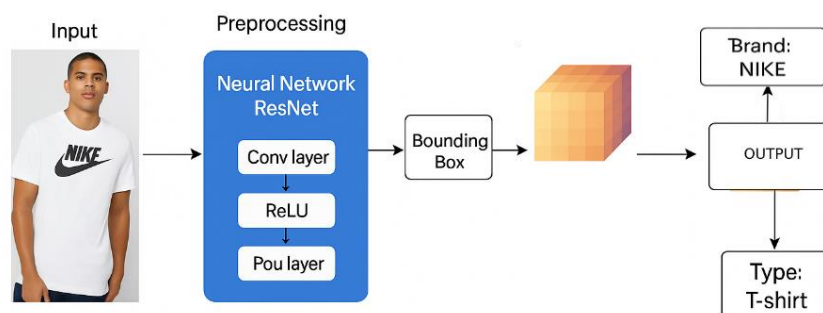 Input
NIKE
Preprocessing
Neural Network
ResNet
Conv layer
ReLU
Pou layer
Bounding
Box
Brand:
NIKE
OUTPUT
Type:
T-shirt